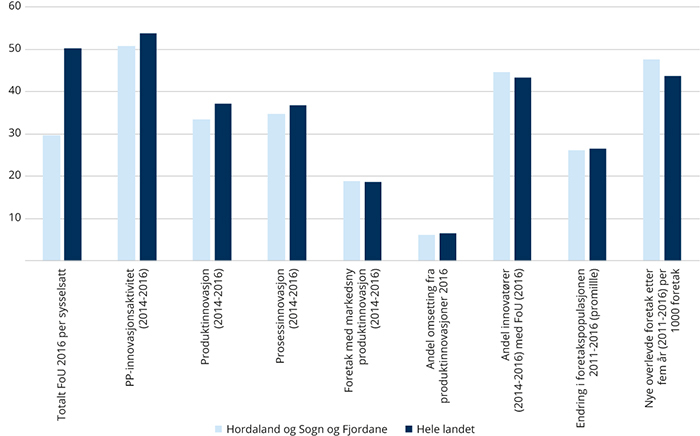 60
50
40
30
20
10
Totalt FoU 2016 per sysselsatt
PP-innovasjonsaktivitet
(2014-2016)
Produktinnovasjon
(2014-2016)
Prosessinnovasjon
(2014-2016)
Foretak med markedsny
produktinnovasjon
(2014-2016)
Andel omsetting fra
produktinnovasjoner 2016
Andel innovatører
(2014-2016) med FoU (2016)
Endring i foretakspopulasjonen
2011-2016 (promillle)
Nye overlevde foretak etter
fem år (2011-2016) per
1000 foretak
Hordaland og Sogn og Fjordane
Hele landet